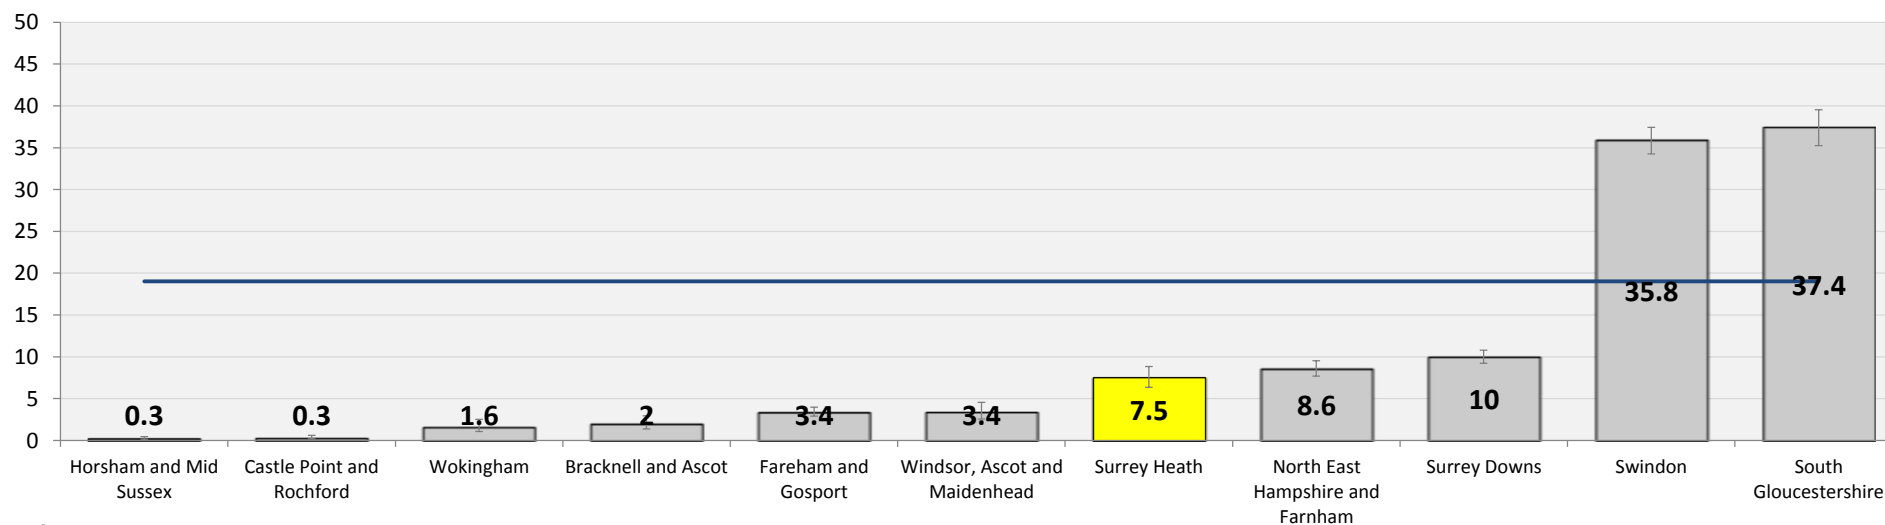 50
45
40
35
30
25
20
15
10
5
0
0.3
0.3
1.6
2
3.4
3.4
7.5
8.6
10
35.8
37.4
Horsham and Mid
Sussex
Castle Point and
Rochford
Wokingham
Bracknell and Ascot
Fareham and
Gosport
Windsor, Ascot and
Maidenhead
Surrey Heath
North East
Hampshire and
Farnham
Surrey Downs
Swindon
South
Gloucestershire